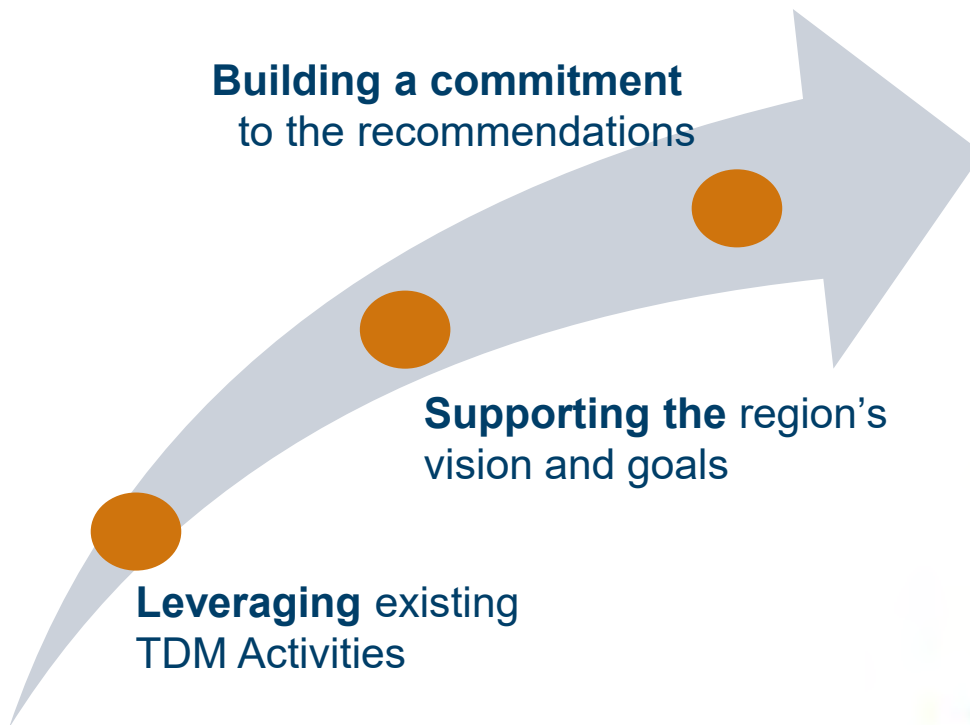 Building a commitment
to the recommendations
Supporting the region’s
vision and goals
Leveraging existing
TDM Activities